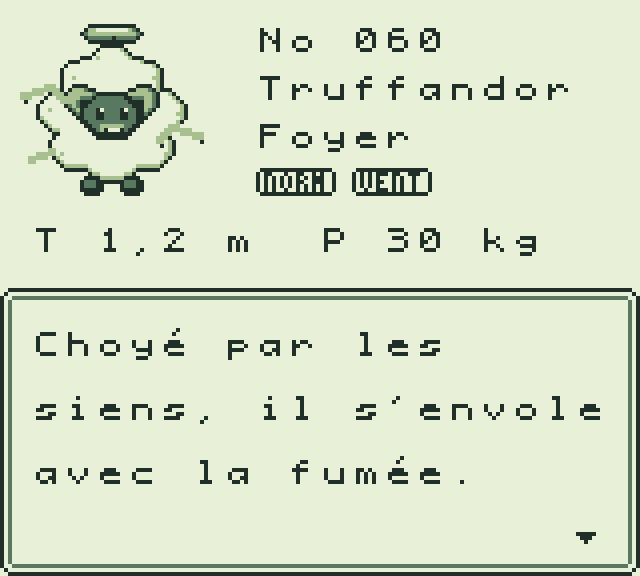 No 060
Truffandor
Foyer
NORM VENT
T 1,2 m P 30 kg
Choyé par les
siens, il s'envole
avec la fumée.